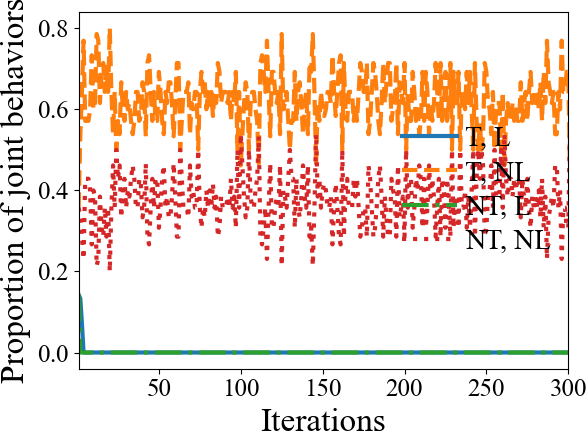 Proportion of joint behaviors
0.8
0.6
0.4
0.2
0.0
T, L
T, NL
NT, L
NT, NL
50
100
150
200
250
300
Iterations